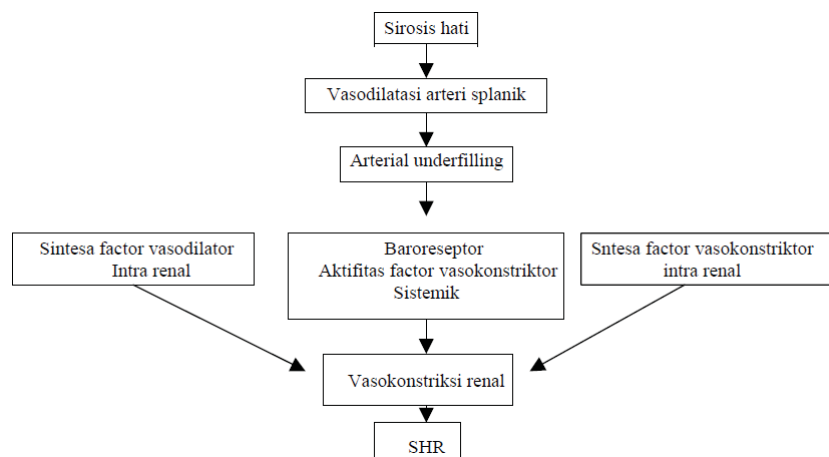 Sirosis hati
Vasodilatasi arteri splanik
Arterial underfilling
Sintesa factor vasodilator
Intra renal
Baroreseptor
Aktifitas factor vasokonstriktor
Sistemik
Sntesa factor vasokonstriktor
intra renal
Vasokonstriksi renal
SHR